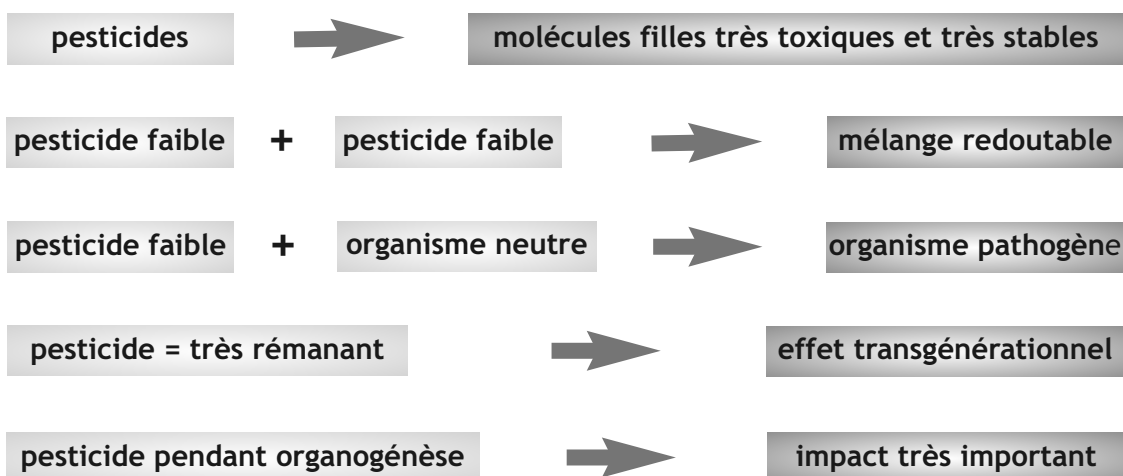 pesticides molécules filles très toxiques et très stables
pesticide faible + pesticide faible mélange redoutable
pesticide faible + organisme neutre organisme pathogène
pesticide = très rémanant effet transgénérationnel
pesticide pendant organogénèse impact très important